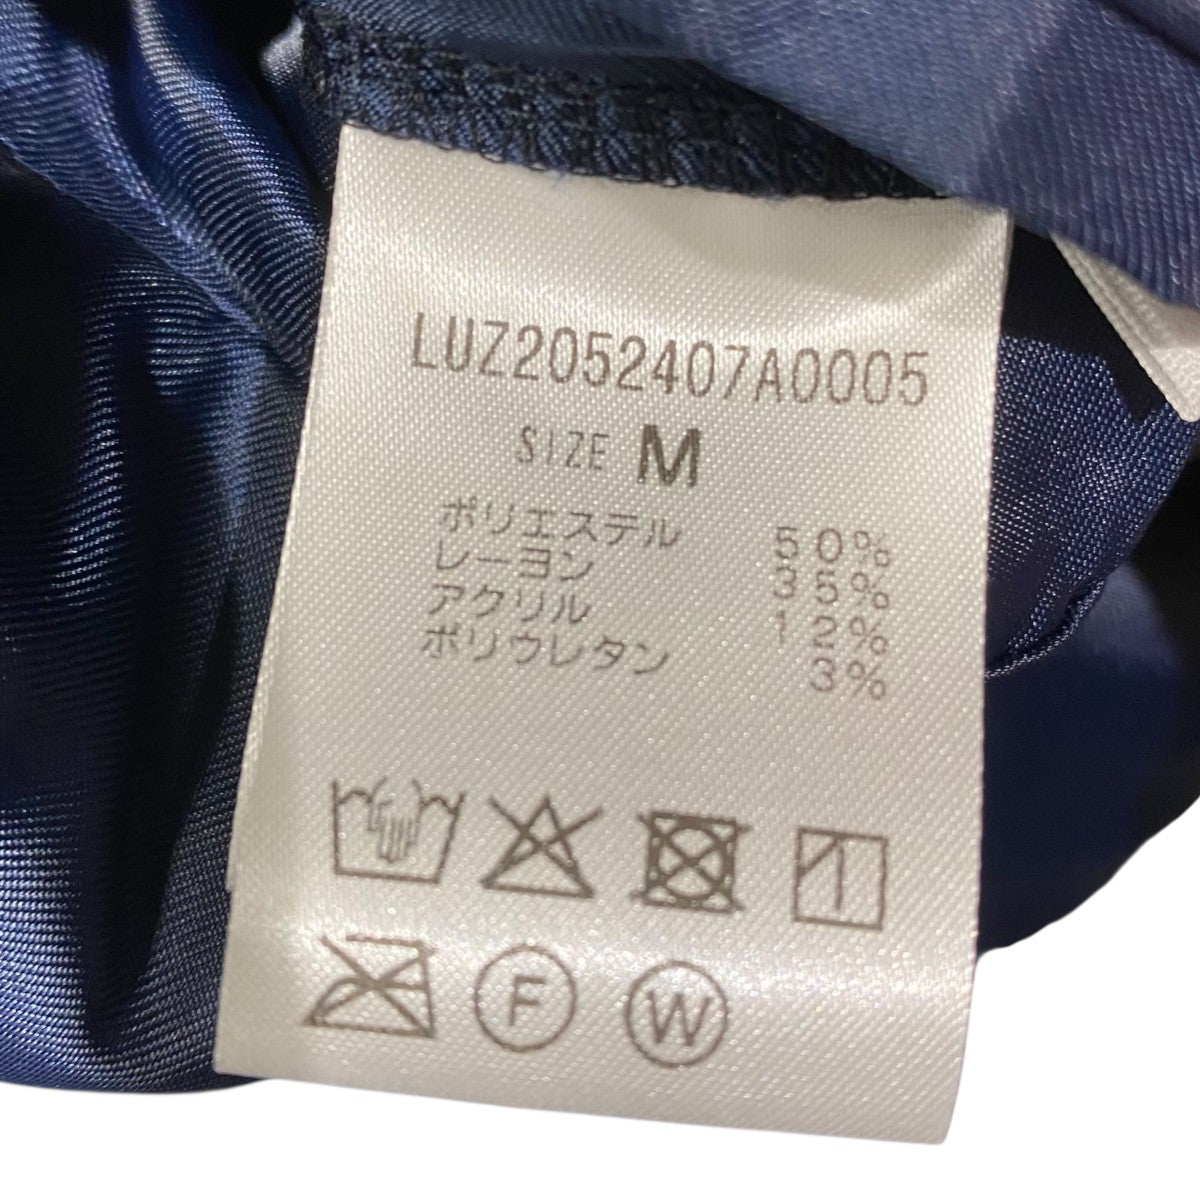 LUZ2052407A0005
SIZE M
ポリエステル 50%
レーヨン 35%
アクリル 12%
ポリウレタン 3%
F W